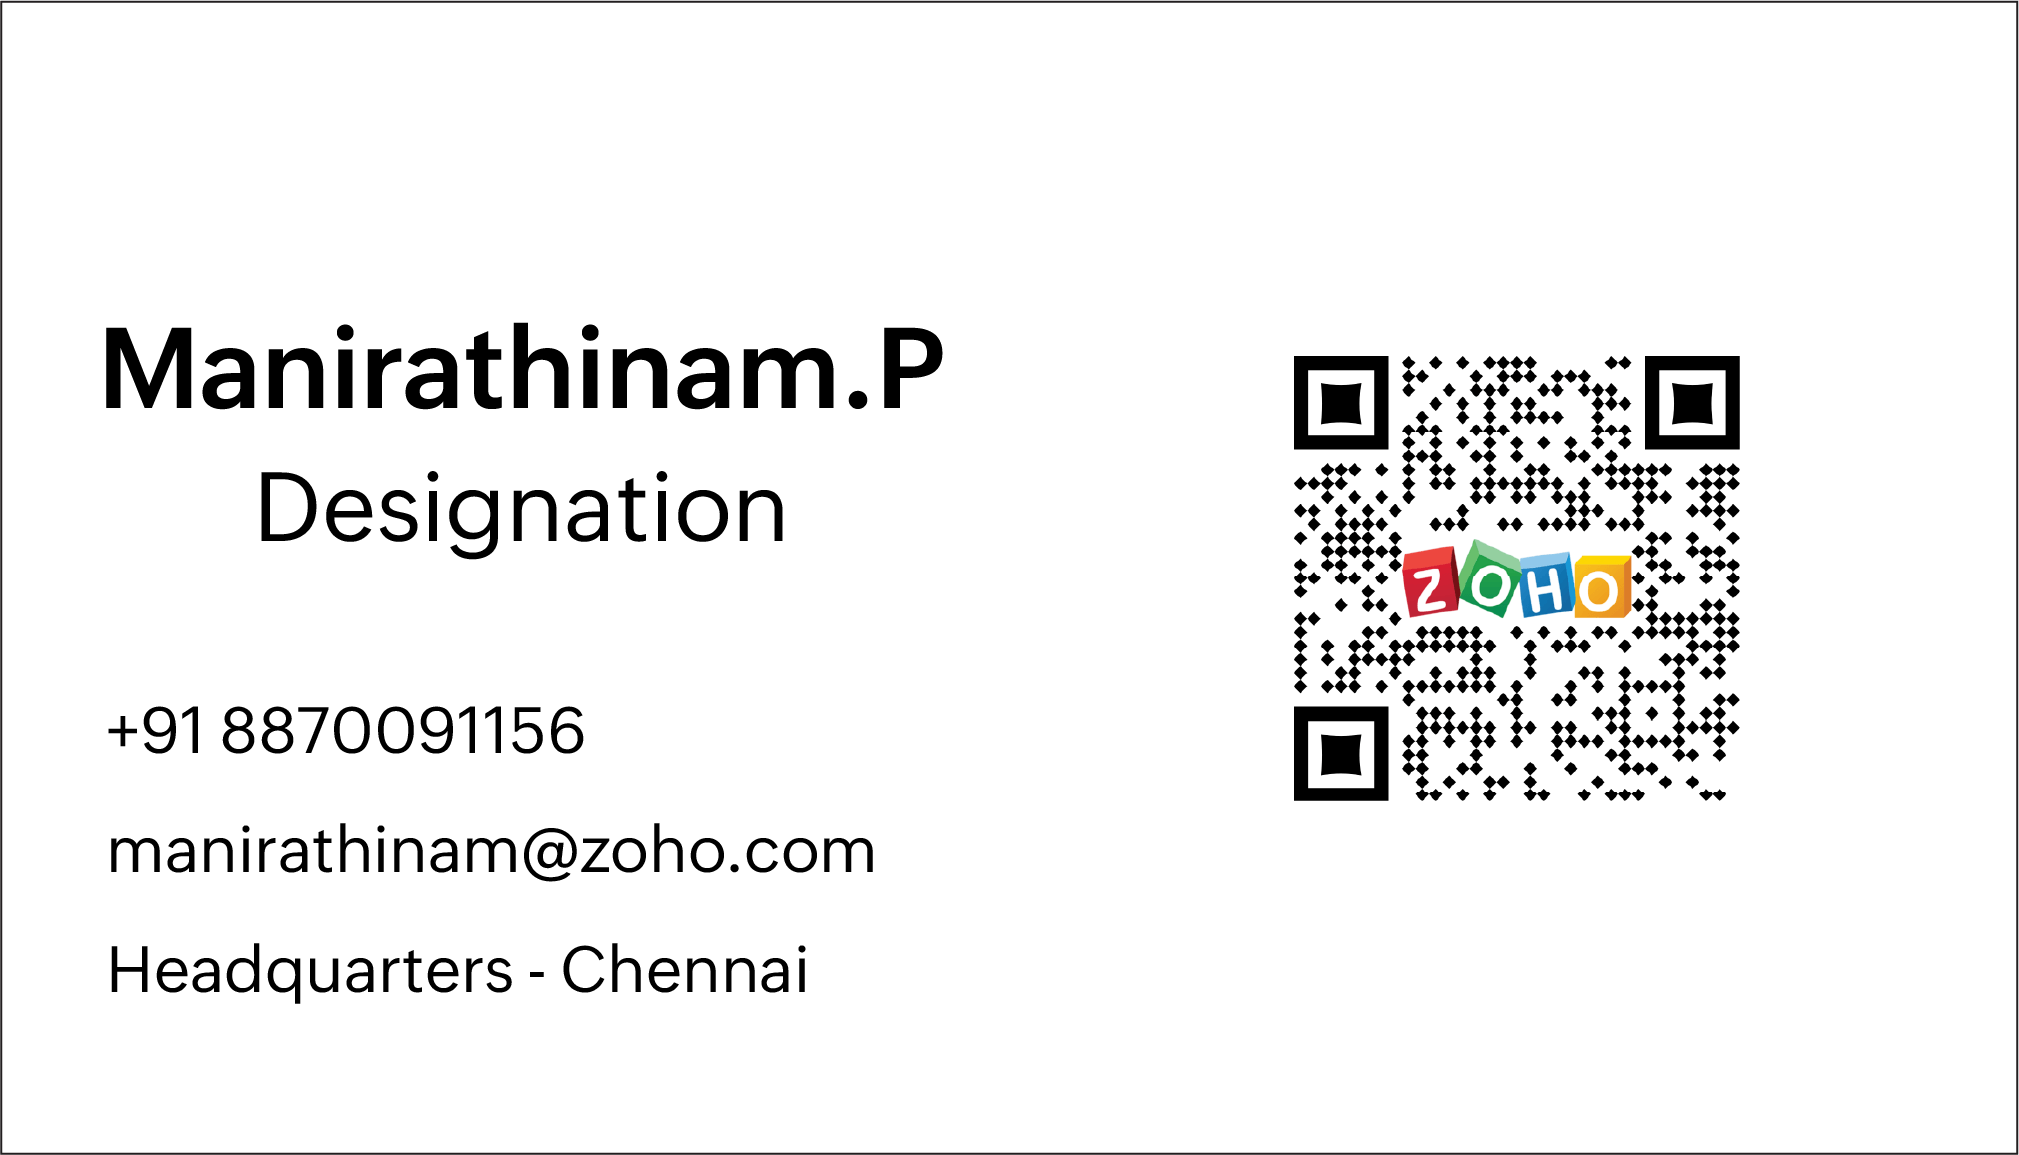 Manirathinam.P
Designation
+91 8870091156
manirathinam@zoho.com
Headquarters - Chennai
ZOHO